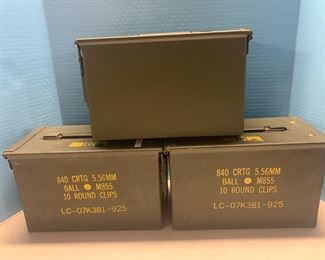 840 CRTG 5.56MM
BALL M855
10 ROUND CLIPS
LC-07K381-925
840 CRTG 5.56MM
BALL M855
10 ROUND CLIPS
LC-07K381-925